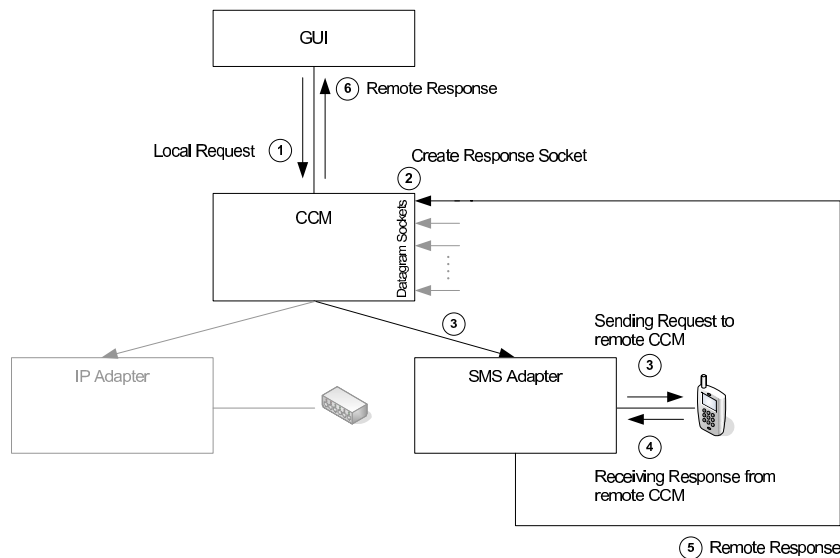 GUI
6 Remote Response
Local Request 1
Create Response Socket
2
CCM
Datagram Sockets
3
Sending Request to
remote CCM
3
IP Adapter
SMS Adapter
4
Receiving Response from
remote CCM
5 Remote Response